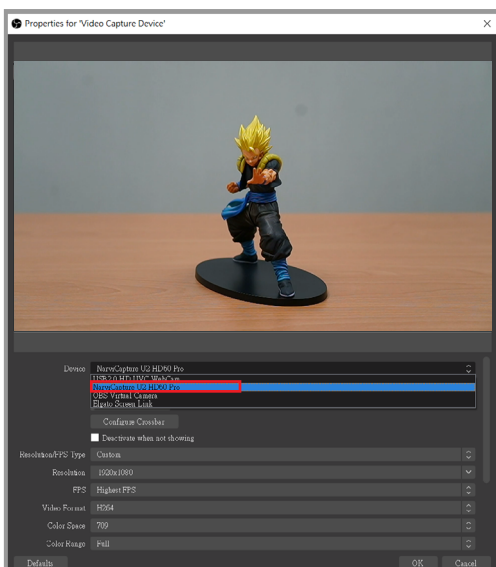 Properties for 'Video Capture Device'
Device NarwiCapture U2 HD60 Pro
USB2.0 HD UVC WebCam
NarwiCapture U2 HD60 Pro
OBS Virtual Camera
Elgato Screen Link
Configure Crossbar
Deactivate when not showing
Resolution/FPS Type Custom
Resolution 1920x1080
FPS Highest FPS
Video Format H264
Color Space 709
Color Range Full
Defaults OK Cancel